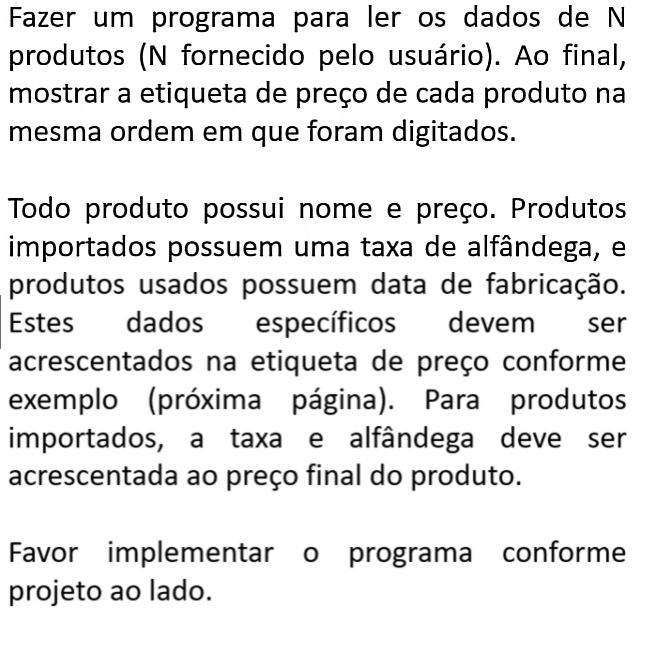 Fazer um programa para ler os dados de N
produtos (N fornecido pelo usuário). Ao final,
mostrar a etiqueta de preço de cada produto na
mesma ordem em que foram digitados.
Todo produto possui nome e preço. Produtos
importados possuem uma taxa de alfândega, e
produtos usados possuem data de fabricação.
Estes dados específicos devem ser
acrescentados na etiqueta de preço conforme
exemplo (próxima página). Para produtos
importados, a taxa e alfândega deve ser
acrescentada ao preço final do produto.
Favor implementar o programa conforme
projeto ao lado.